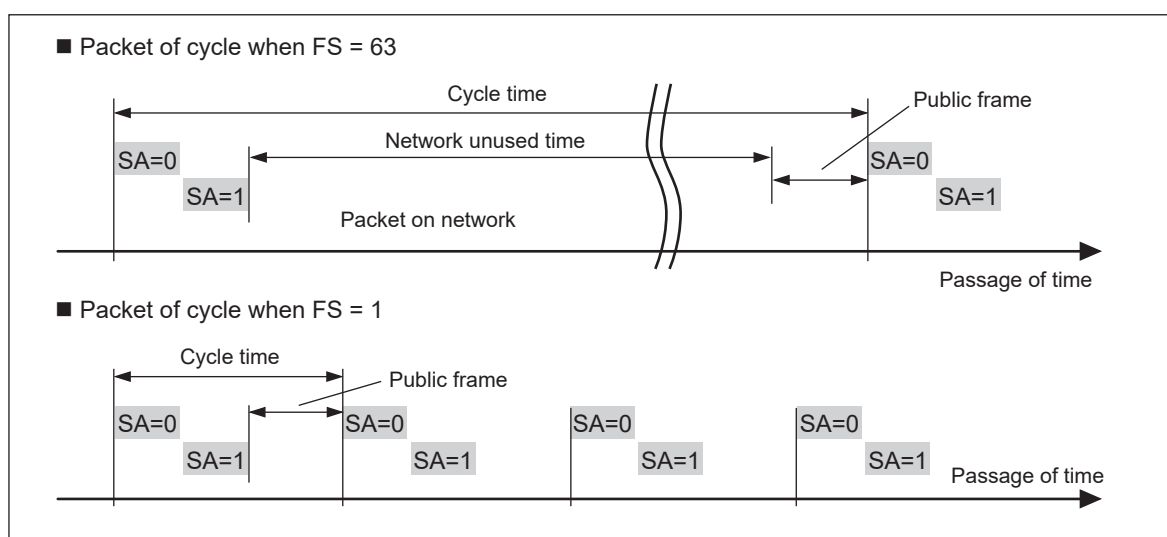 ■ Packet of cycle when FS = 63
Cycle time
Public frame
Network unused time
SA=0
SA=0
SA=1
SA=1
Packet on network
Passage of time
■ Packet of cycle when FS = 1
Cycle time
Public frame
SA=0
SA=0
SA=0
SA=0
SA=1
SA=1
SA=1
SA=1
Passage of time